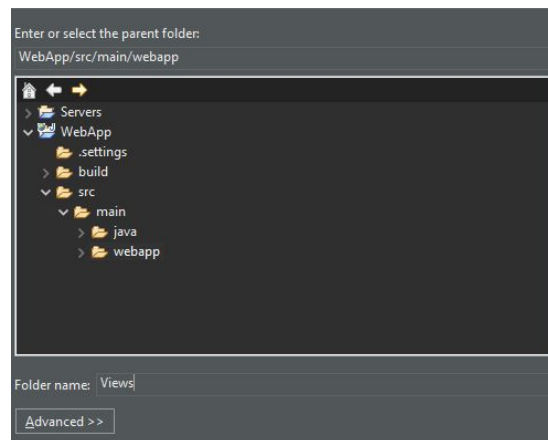 Enter or select the parent folder:
WebApp/src/main/webapp
Servers
WebApp
.settings
build
src
main
java
webapp
Folder name: Views
Advanced >>